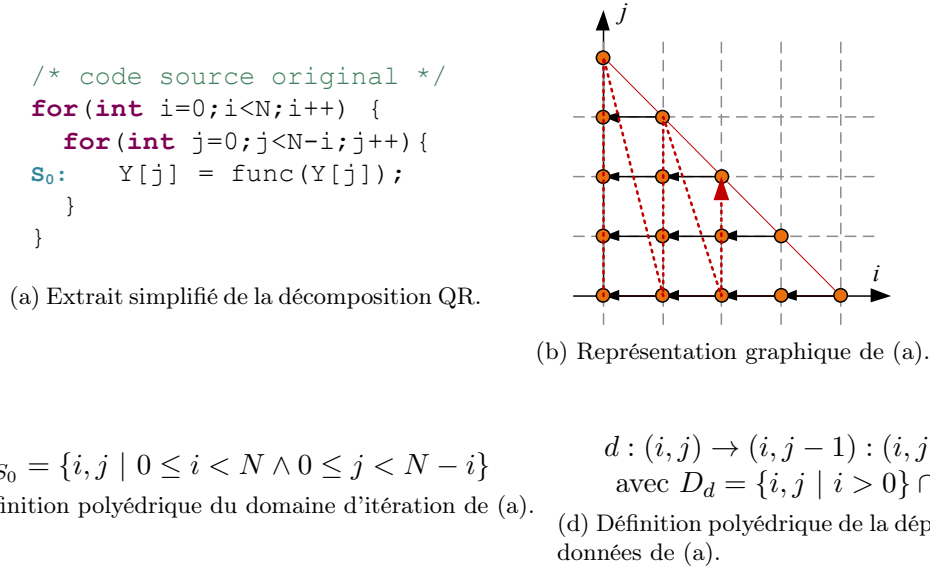 /* code source original */
for(int i=0;i<N;i++) {
for(int j=0;j<N-i;j++){
S₀: Y[j] = func(Y[j]);
}
}
(a) Extrait simplifié de la décomposition QR.
j
i
(b) Représentation graphique de (a).
S₀ = {i, j | 0 ≤ i < N ∧ 0 ≤ j < N − i}
inition polyédrique du domaine d'itération de (a).
d : (i, j) → (i, j − 1) : (i, j
avec D_d = {i, j | i > 0} ∩
(d) Définition polyédrique de la dép
données de (a).